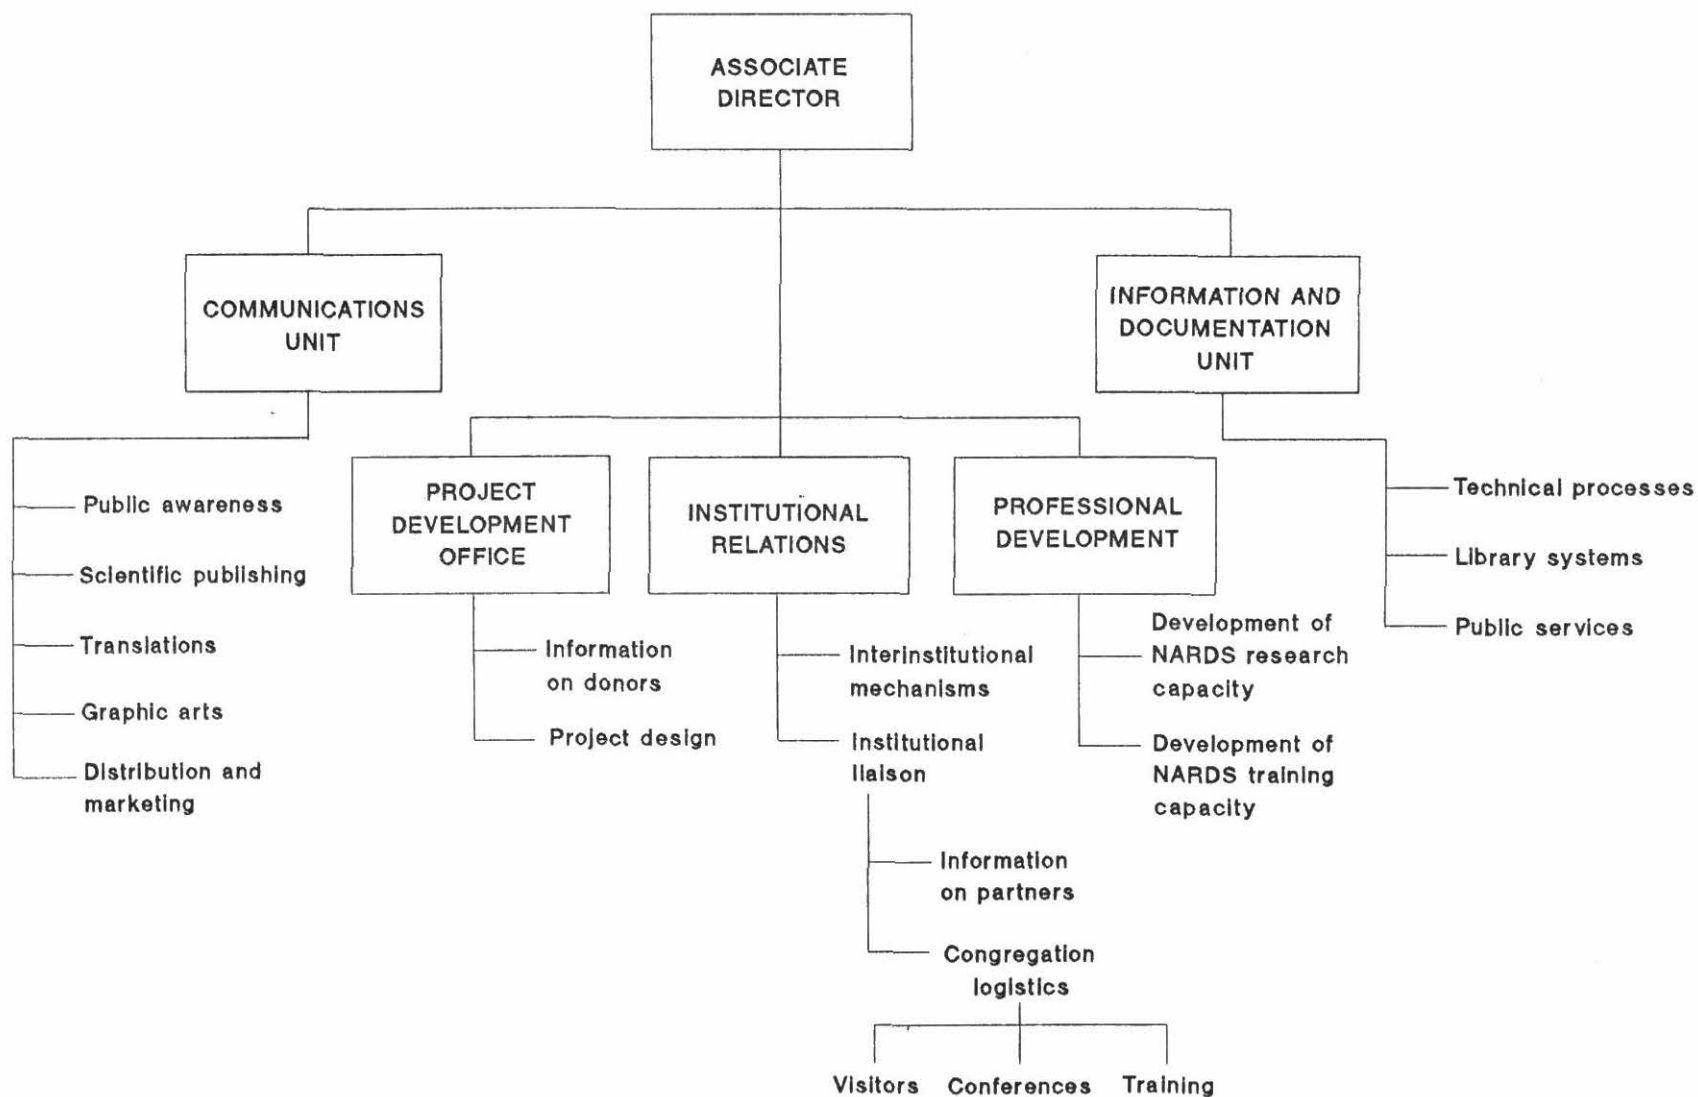 ASSOCIATE
DIRECTOR
COMMUNICATIONS
UNIT
INFORMATION AND
DOCUMENTATION
UNIT
Public awareness
Scientific publishing
Translations
Graphic arts
Distribution and
marketing
PROJECT
DEVELOPMENT
OFFICE
Information
on donors
Project design
INSTITUTIONAL
RELATIONS
Interinstitutional
mechanisms
Institutional
liaison
Information
on partners
Congregation
logistics
Visitors
Conferences
Training
PROFESSIONAL
DEVELOPMENT
Development of
NARDS research
capacity
Development of
NARDS training
capacity
Technical processes
Library systems
Public services